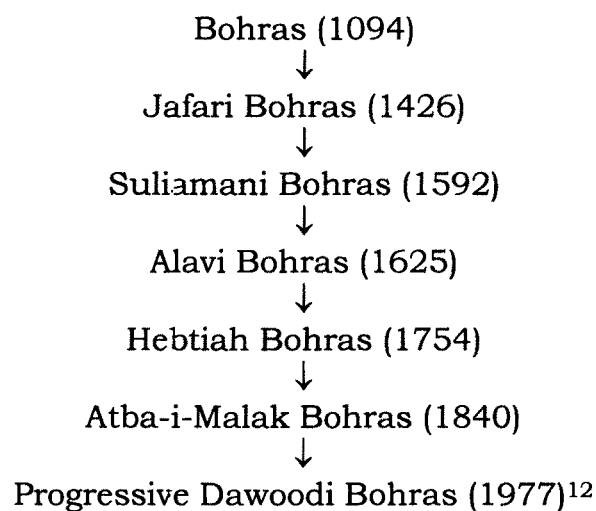 Bohras (1094)
↓
Jafari Bohras (1426)
↓
Suliamani Bohras (1592)
↓
Alavi Bohras (1625)
↓
Hebtiah Bohras (1754)
↓
Atba-i-Malak Bohras (1840)
↓
Progressive Dawoodi Bohras (1977)¹²